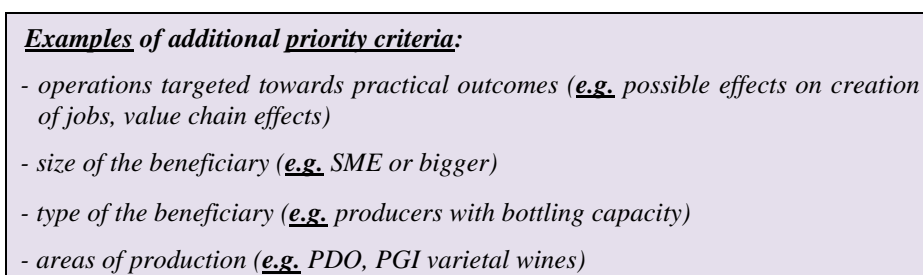 Examples of additional priority criteria:
- operations targeted towards practical outcomes (e.g. possible effects on creation
of jobs, value chain effects)
- size of the beneficiary (e.g. SME or bigger)
- type of the beneficiary (e.g. producers with bottling capacity)
- areas of production (e.g. PDO, PGI varietal wines)